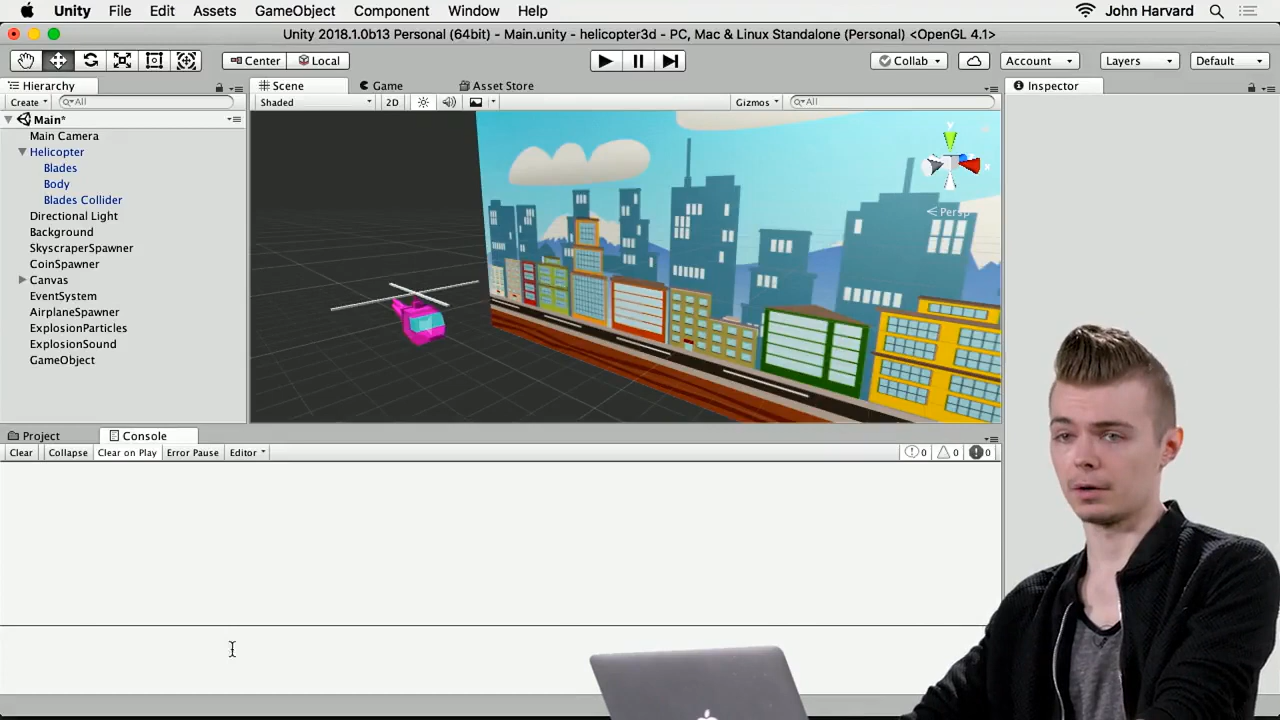 Unity File Edit Assets GameObject Component Window Help John Harvard
Unity 2018.1.0b13 Personal (64bit) - Main.unity - helicopter3d - PC, Mac & Linux Standalone (Personal) <OpenGL 4.1>
Center Local Collab Account Layers Default
Hierarchy Scene Game Asset Store Inspector
Create All Shaded 2D Gizmos All
Main*
Main Camera
Helicopter
Blades
Body
Blades Collider
Directional Light
Background
SkyscraperSpawner
CoinSpawner
Canvas
EventSystem
AirplaneSpawner
ExplosionParticles
ExplosionSound
GameObject
y
x
Persp
Project Console
Clear Collapse Clear on Play Error Pause Editor 0 0 0